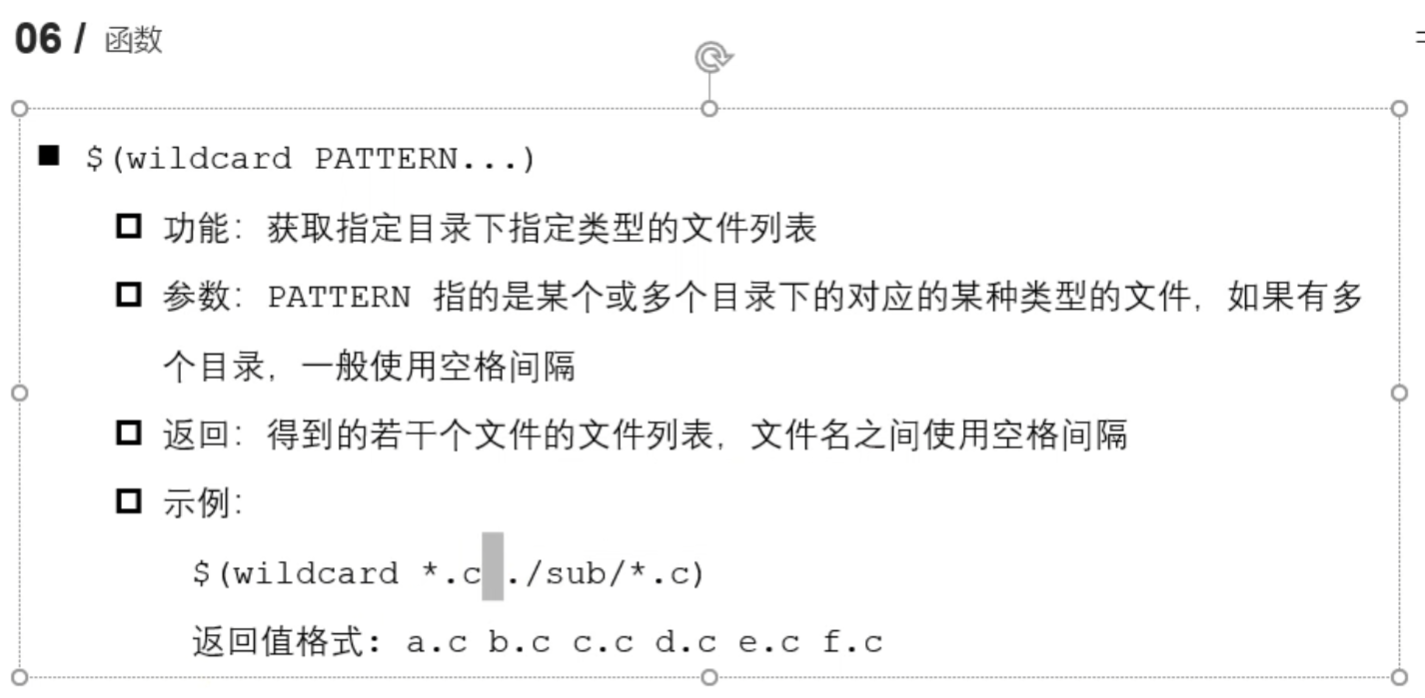 06 / 函数
$(wildcard PATTERN...)
功能：获取指定目录下指定类型的文件列表
参数：PATTERN 指的是某个或多个目录下的对应的某种类型的文件，如果有多
个目录，一般使用空格间隔
返回：得到的若干个文件的文件列表，文件名之间使用空格间隔
示例：
$(wildcard *.c ./sub/*.c)
返回值格式: a.c b.c c.c d.c e.c f.c